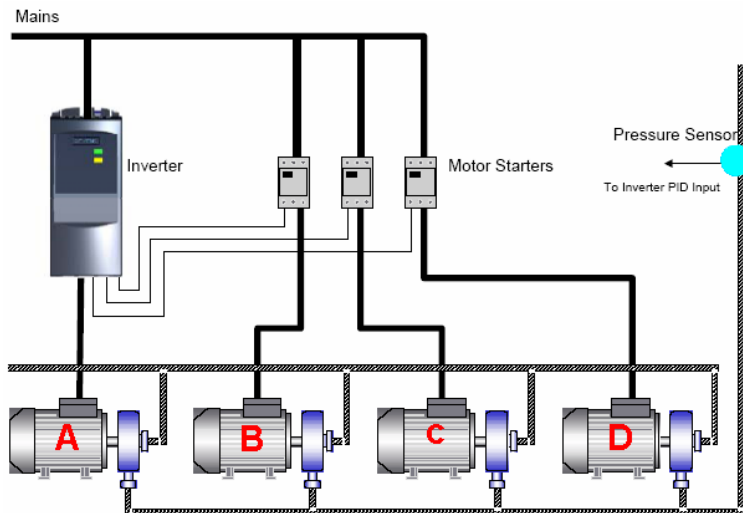 Mains
Inverter
Motor Starters
Pressure Sensor
To Inverter PID Input
A
B
C
D